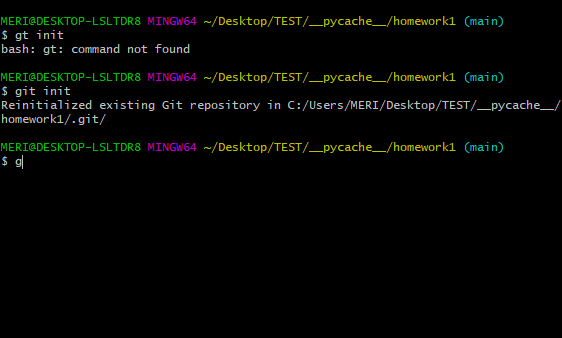 MERI@DESKTOP-LSLTDR8 MINGW64 ~/Desktop/TEST/__pycache__/homework1 (main)
$ gt init
bash: gt: command not found
MERI@DESKTOP-LSLTDR8 MINGW64 ~/Desktop/TEST/__pycache__/homework1 (main)
$ git init
Reinitialized existing Git repository in C:/Users/MERI/Desktop/TEST/__pycache__/
homework1/.git/
MERI@DESKTOP-LSLTDR8 MINGW64 ~/Desktop/TEST/__pycache__/homework1 (main)
$ g